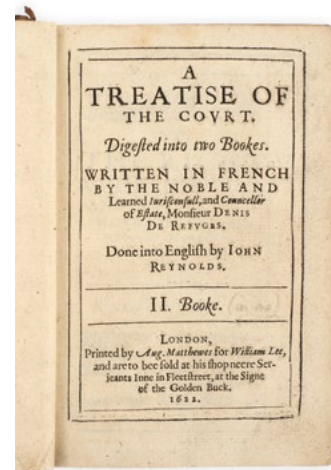 A
TREATISE OF
THE COVRT.
Digeſted into two Bookes.
WRITTEN IN FRENCH
BY THE NOBLE AND
Learned Iuriſconſull, and Councellor
of Eſtate, Monſieur DENIS
DE REFVGES.
Done into Engliſh by IOHN
REYNOLDS.
II. Booke.
LONDON,
Printed by Aug. Matthewes for William Lee,
and are to bee ſold at his ſhop neere Ser-
jeants Inne in Fleetſtreet, at the Signe
of the Golden Buck.
1622.